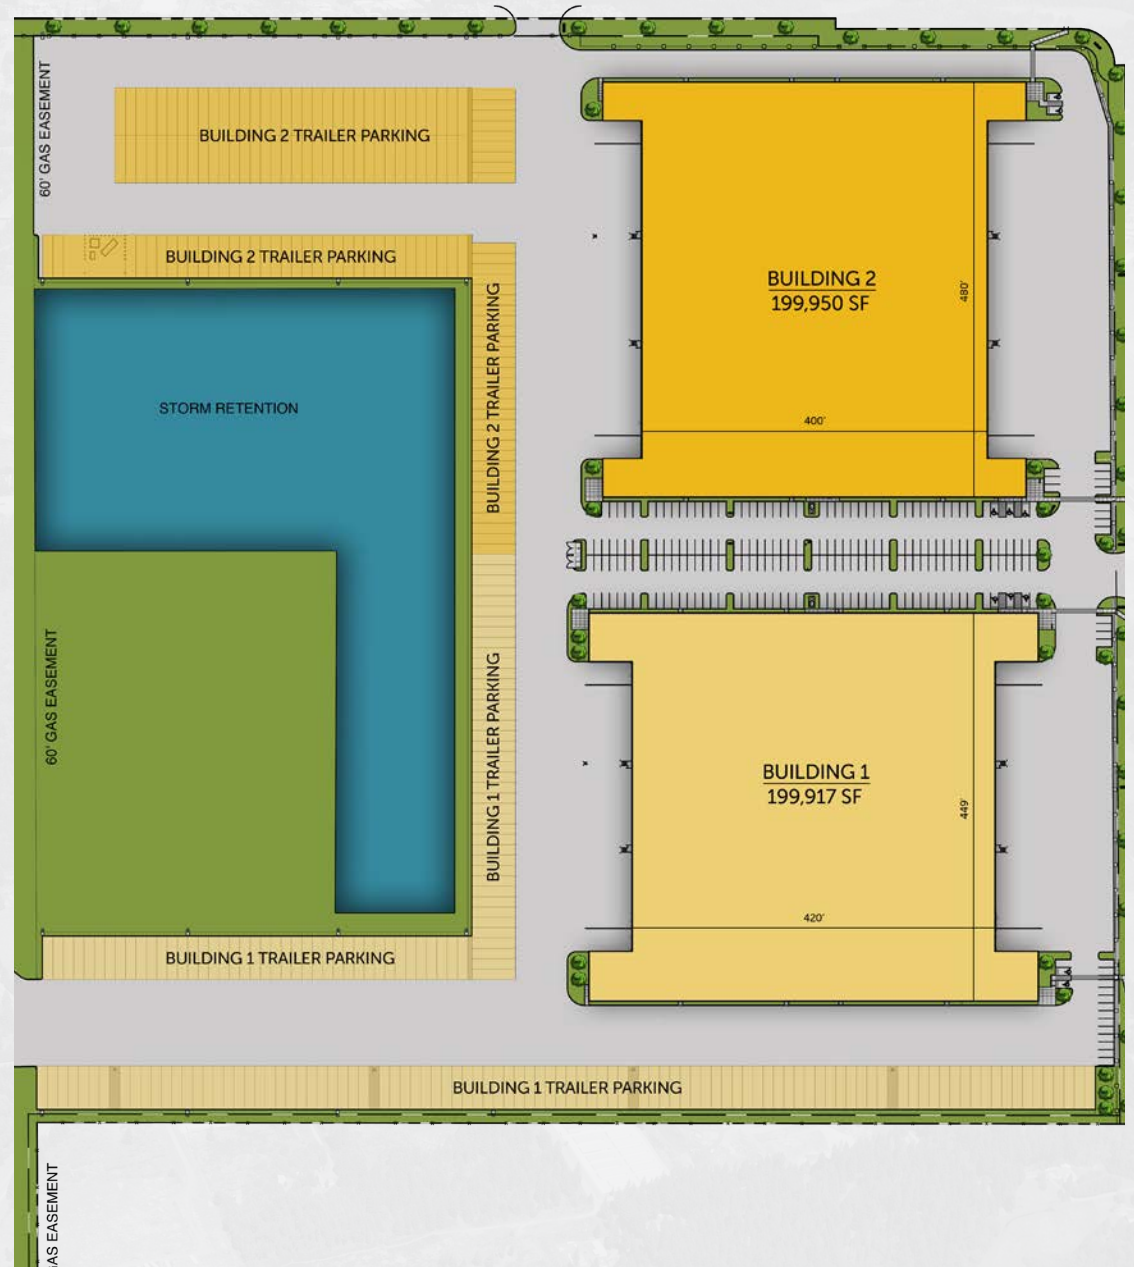 60' GAS EASEMENT
BUILDING 2 TRAILER PARKING
BUILDING 2 TRAILER PARKING
BUILDING 2 TRAILER PARKING
BUILDING 2
199,950 SF
480'
400'
STORM RETENTION
60' GAS EASEMENT
BUILDING 1 TRAILER PARKING
BUILDING 1
199,917 SF
449'
420'
BUILDING 1 TRAILER PARKING
BUILDING 1 TRAILER PARKING
GAS EASEMENT